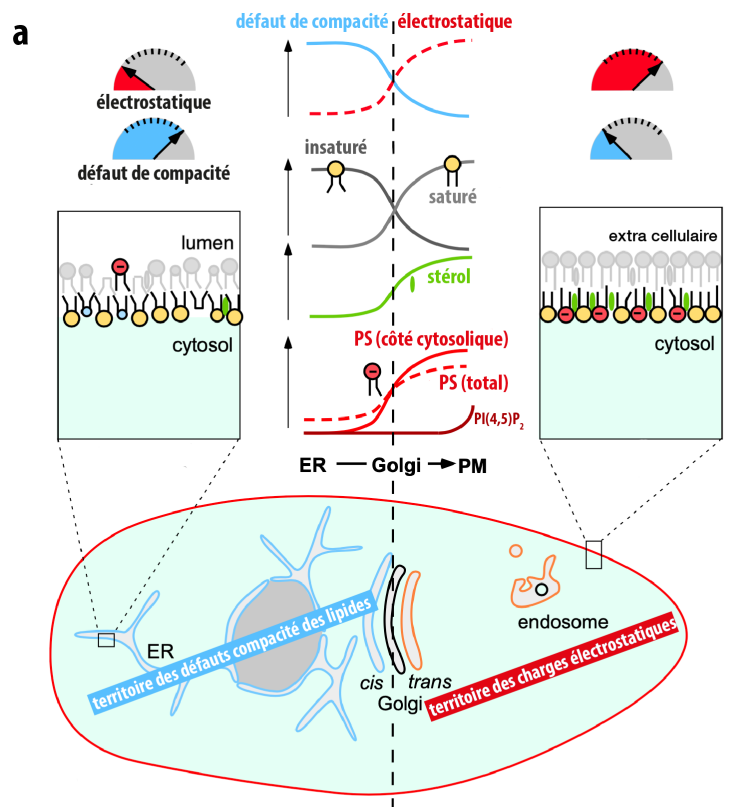 a
défaut de compacité
électrostatique
électrostatique
défaut de compacité
insaturé
saturé
lumen
cytosol
extra cellulaire
cytosol
stérol
PS (côté cytosolique)
PS (total)
PI(4,5)P2
ER Golgi PM
ER
territoire des défauts compacité des lipides
cis trans
Golgi
endosome
territoire des charges électrostatiques